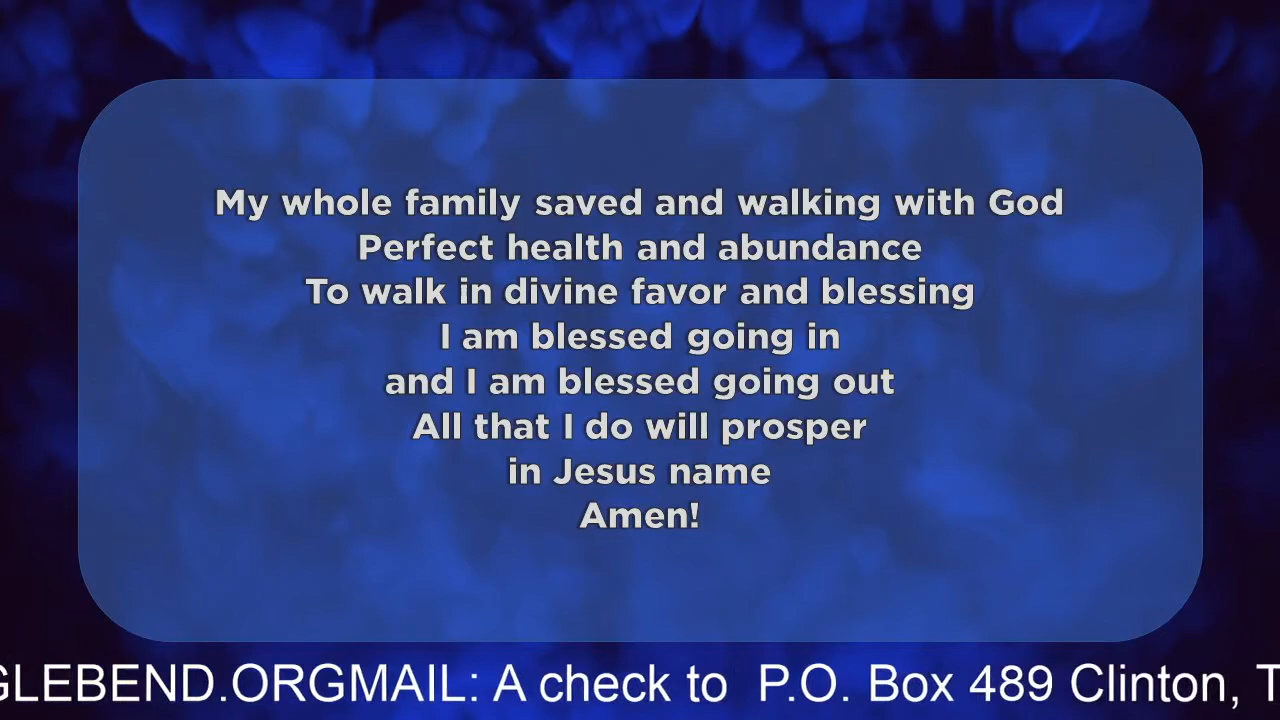 My whole family saved and walking with God
Perfect health and abundance
To walk in divine favor and blessing
I am blessed going in
and I am blessed going out
All that I do will prosper
in Jesus name
Amen!
GLEBEND.ORGMAIL: A check to P.O. Box 489 Clinton, T